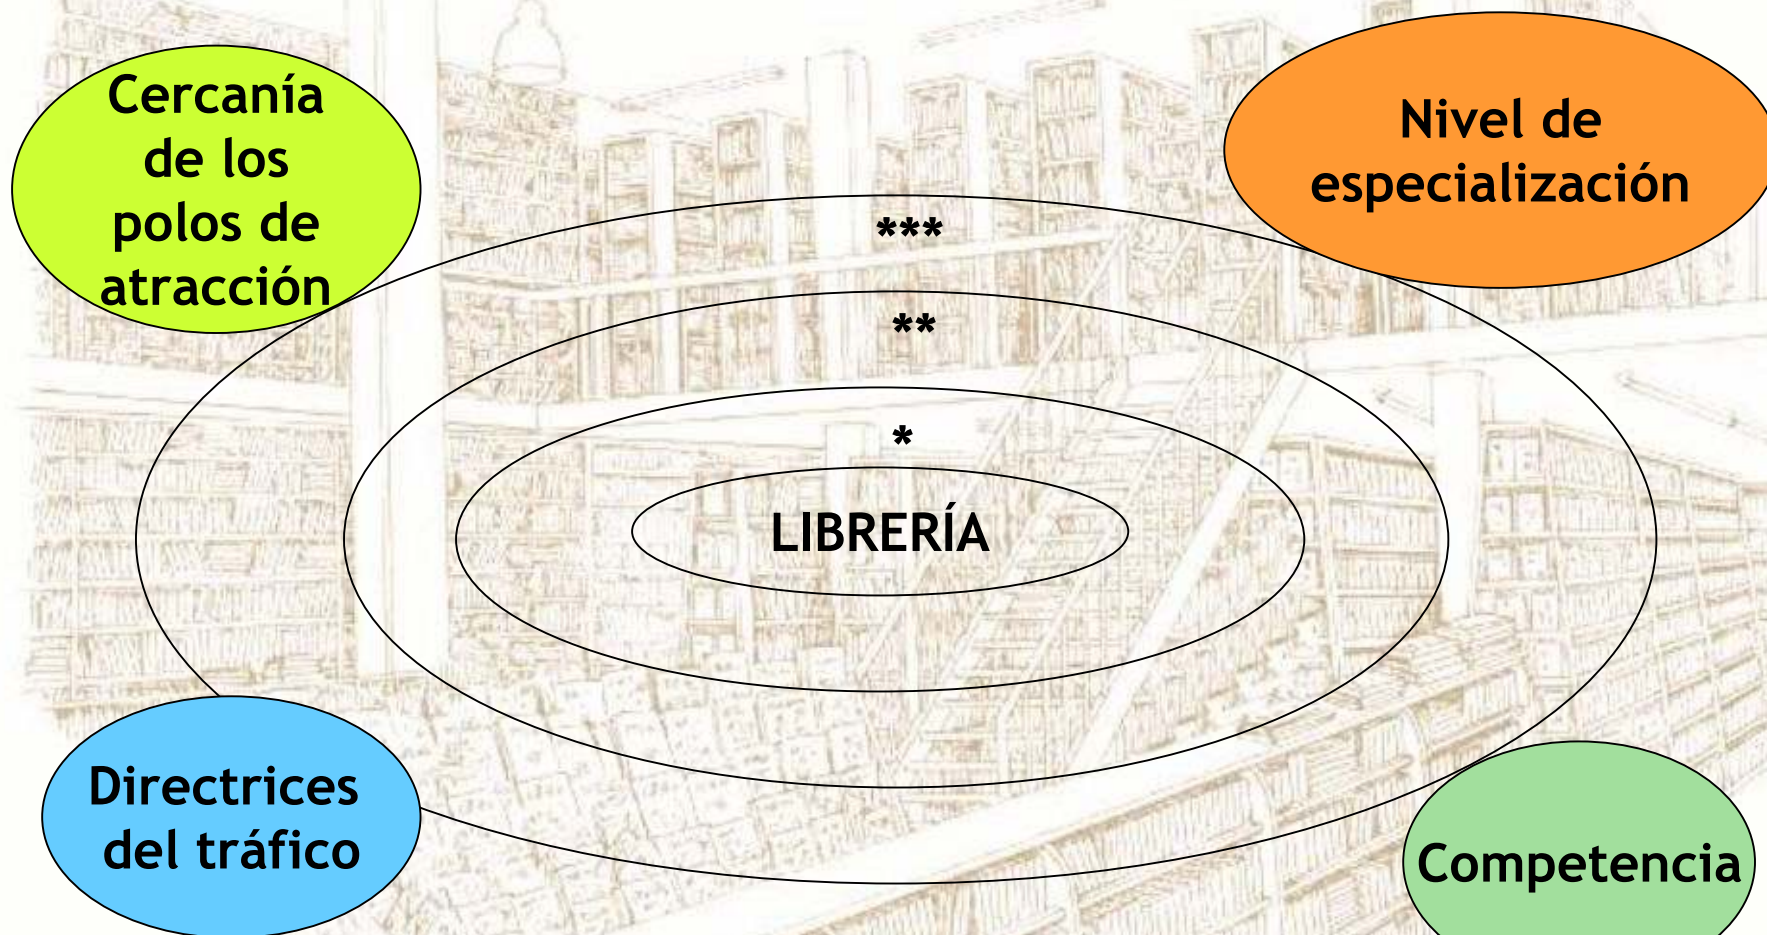 Cercanía
de los
polos de
atracción
Nivel de
especialización
***
**
*
LIBRERÍA
Directrices
del tráfico
Competencia